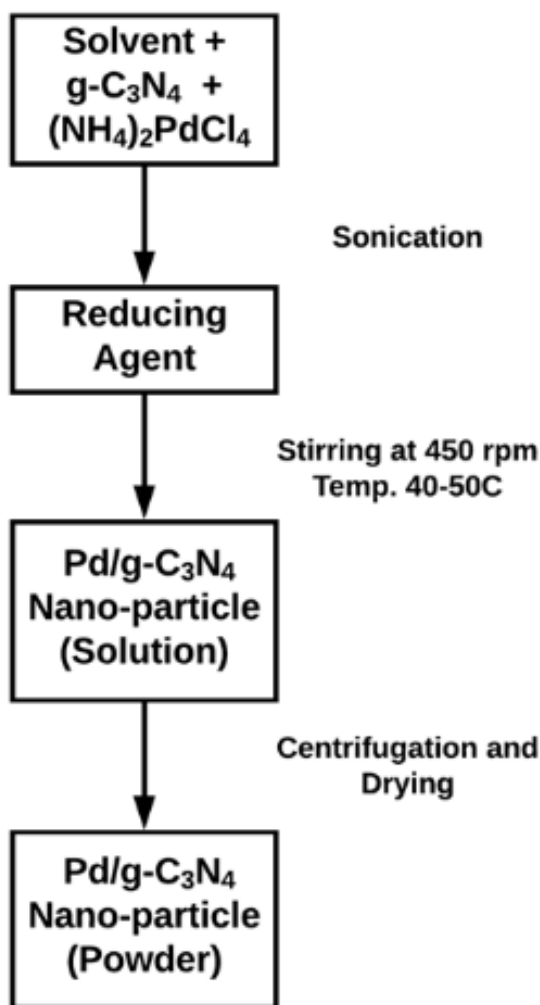 Solvent +
g-C₃N₄ +
(NH₄)₂PdCl₄
Sonication
Reducing
Agent
Stirring at 450 rpm
Temp. 40-50C
Pd/g-C₃N₄
Nano-particle
(Solution)
Centrifugation and
Drying
Pd/g-C₃N₄
Nano-particle
(Powder)